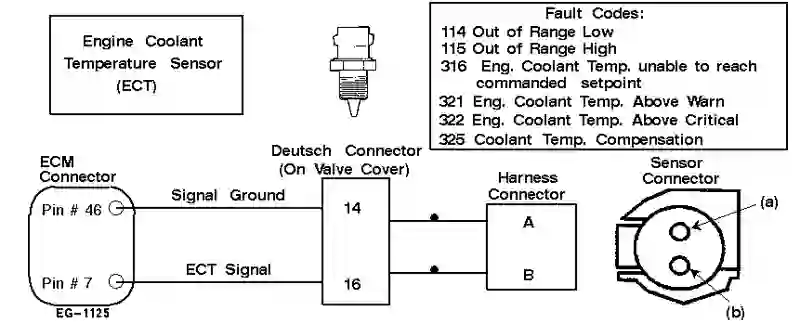 Engine Coolant
Temperature Sensor
(ECT)
Fault Codes:
114 Out of Range Low
115 Out of Range High
316 Eng. Coolant Temp. unable to reach
commanded setpoint
321 Eng. Coolant Temp. Above Warn
322 Eng. Coolant Temp. Above Critical
325 Coolant Temp. Compensation
ECM
Connector
Pin # 46
Pin # 7
EG-1125
Signal Ground
ECT Signal
Deutsch Connector
(On Valve Cover)
14
16
Harness
Connector
A
B
Sensor
Connector
(a)
(b)